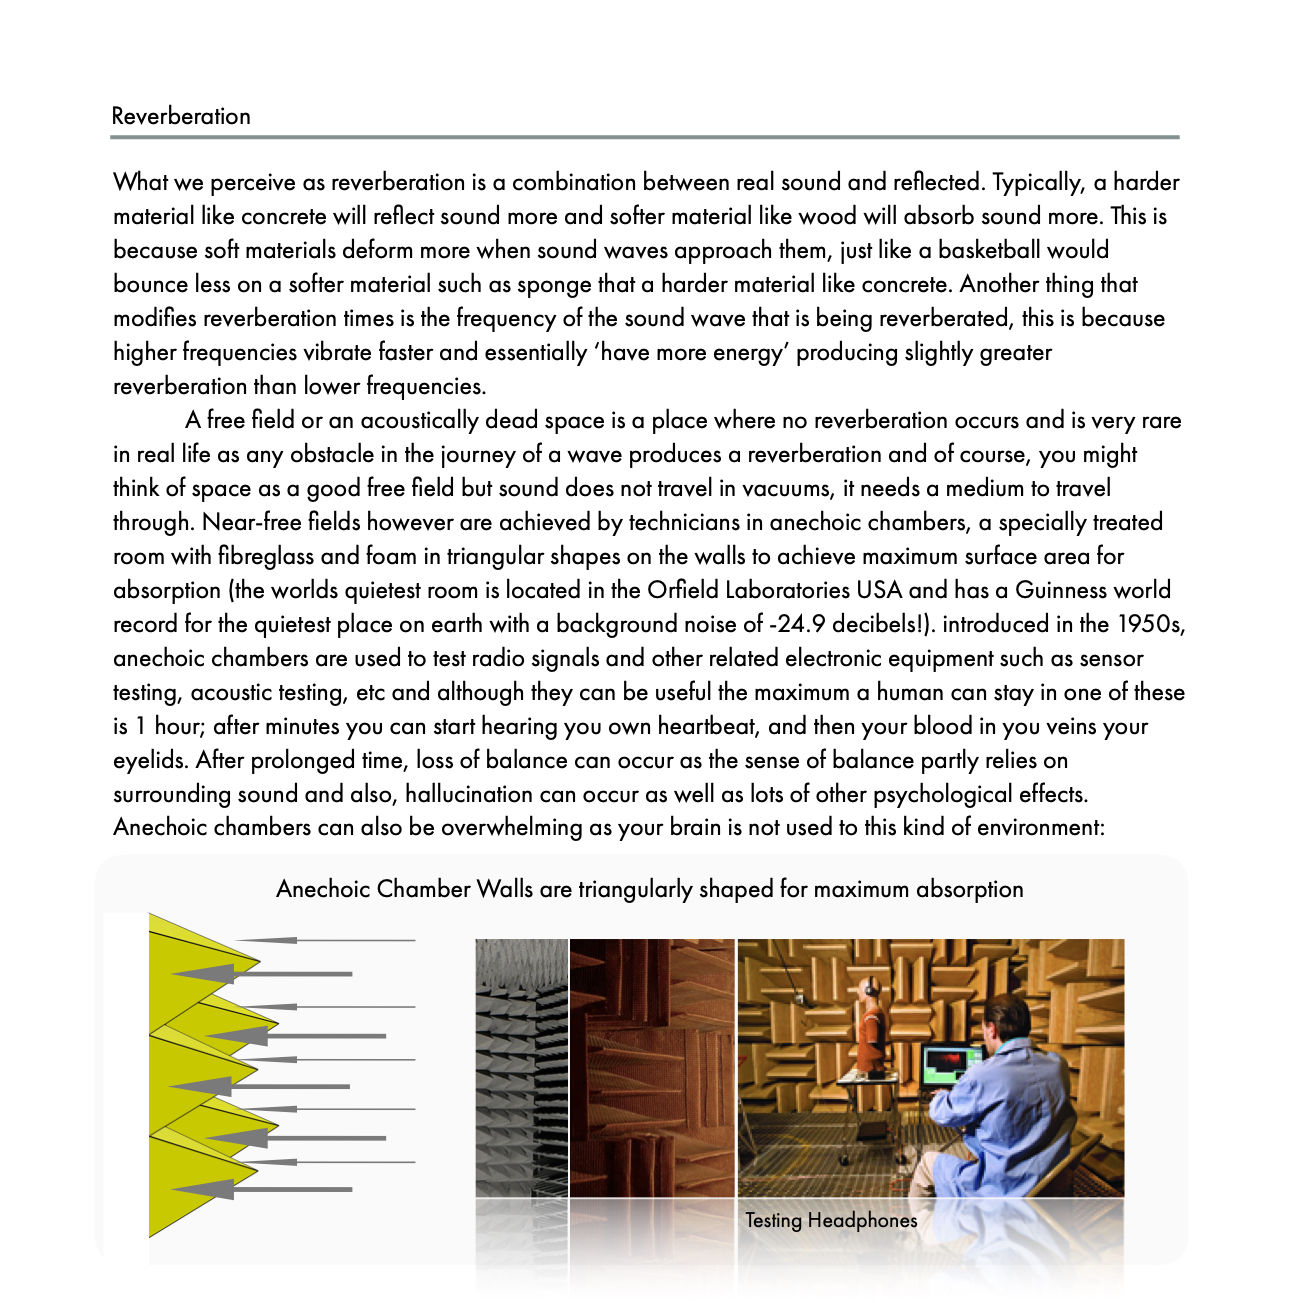 Reverberation
What we perceive as reverberation is a combination between real sound and reflected. Typically, a harder
material like concrete will reflect sound more and softer material like wood will absorb sound more. This is
because soft materials deform more when sound waves approach them, just like a basketball would
bounce less on a softer material such as sponge that a harder material like concrete. Another thing that
modifies reverberation times is the frequency of the sound wave that is being reverberated, this is because
higher frequencies vibrate faster and essentially ‘have more energy’ producing slightly greater
reverberation than lower frequencies.
A free field or an acoustically dead space is a place where no reverberation occurs and is very rare
in real life as any obstacle in the journey of a wave produces a reverberation and of course, you might
think of space as a good free field but sound does not travel in vacuums, it needs a medium to travel
through. Near-free fields however are achieved by technicians in anechoic chambers, a specially treated
room with fibreglass and foam in triangular shapes on the walls to achieve maximum surface area for
absorption (the worlds quietest room is located in the Orfield Laboratories USA and has a Guinness world
record for the quietest place on earth with a background noise of -24.9 decibels!). introduced in the 1950s,
anechoic chambers are used to test radio signals and other related electronic equipment such as sensor
testing, acoustic testing, etc and although they can be useful the maximum a human can stay in one of these
is 1 hour; after minutes you can start hearing you own heartbeat, and then your blood in you veins your
eyelids. After prolonged time, loss of balance can occur as the sense of balance partly relies on
surrounding sound and also, hallucination can occur as well as lots of other psychological effects.
Anechoic chambers can also be overwhelming as your brain is not used to this kind of environment:
Anechoic Chamber Walls are triangularly shaped for maximum absorption
Testing Headphones